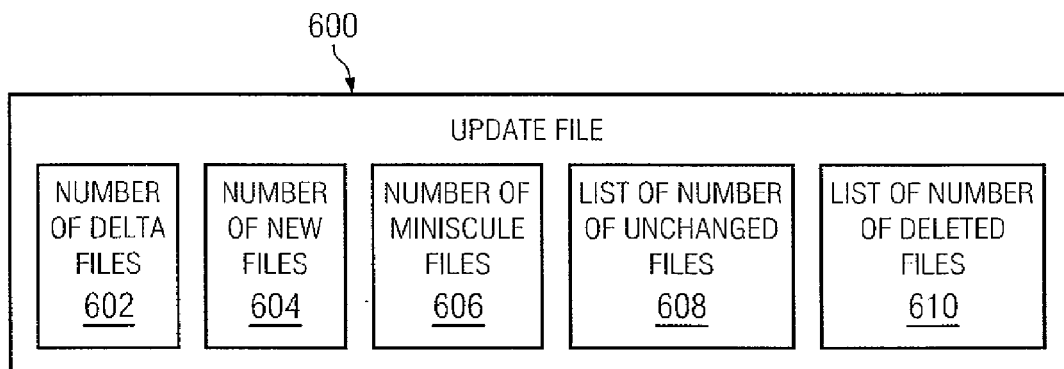 600
UPDATE FILE
NUMBER
OF DELTA
FILES
602
NUMBER
OF NEW
FILES
604
NUMBER OF
MINISCULE
FILES
606
LIST OF NUMBER
OF UNCHANGED
FILES
608
LIST OF NUMBER
OF DELETED
FILES
610